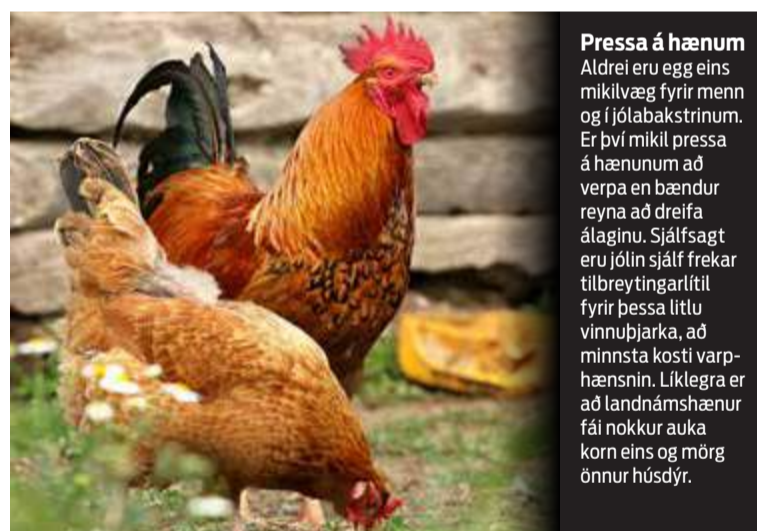 Pressa á hænum
Aldrei eru egg eins
mikilvæg fyrir menn
og í jólabakstrinum.
Er því mikil pressa
á hænunum að
verpa en bændur
reyna að dreifa
álaginu. Sjálfsagt
eru jólin sjálf frekar
tilbreytingarlítil
fyrir þessa litlu
vinnuþjarka, að
minnsta kosti varp-
hænsnin. Líklegra er
að landnámshænur
fái nokkur auka
korn eins og mörg
önnur húsdýr.